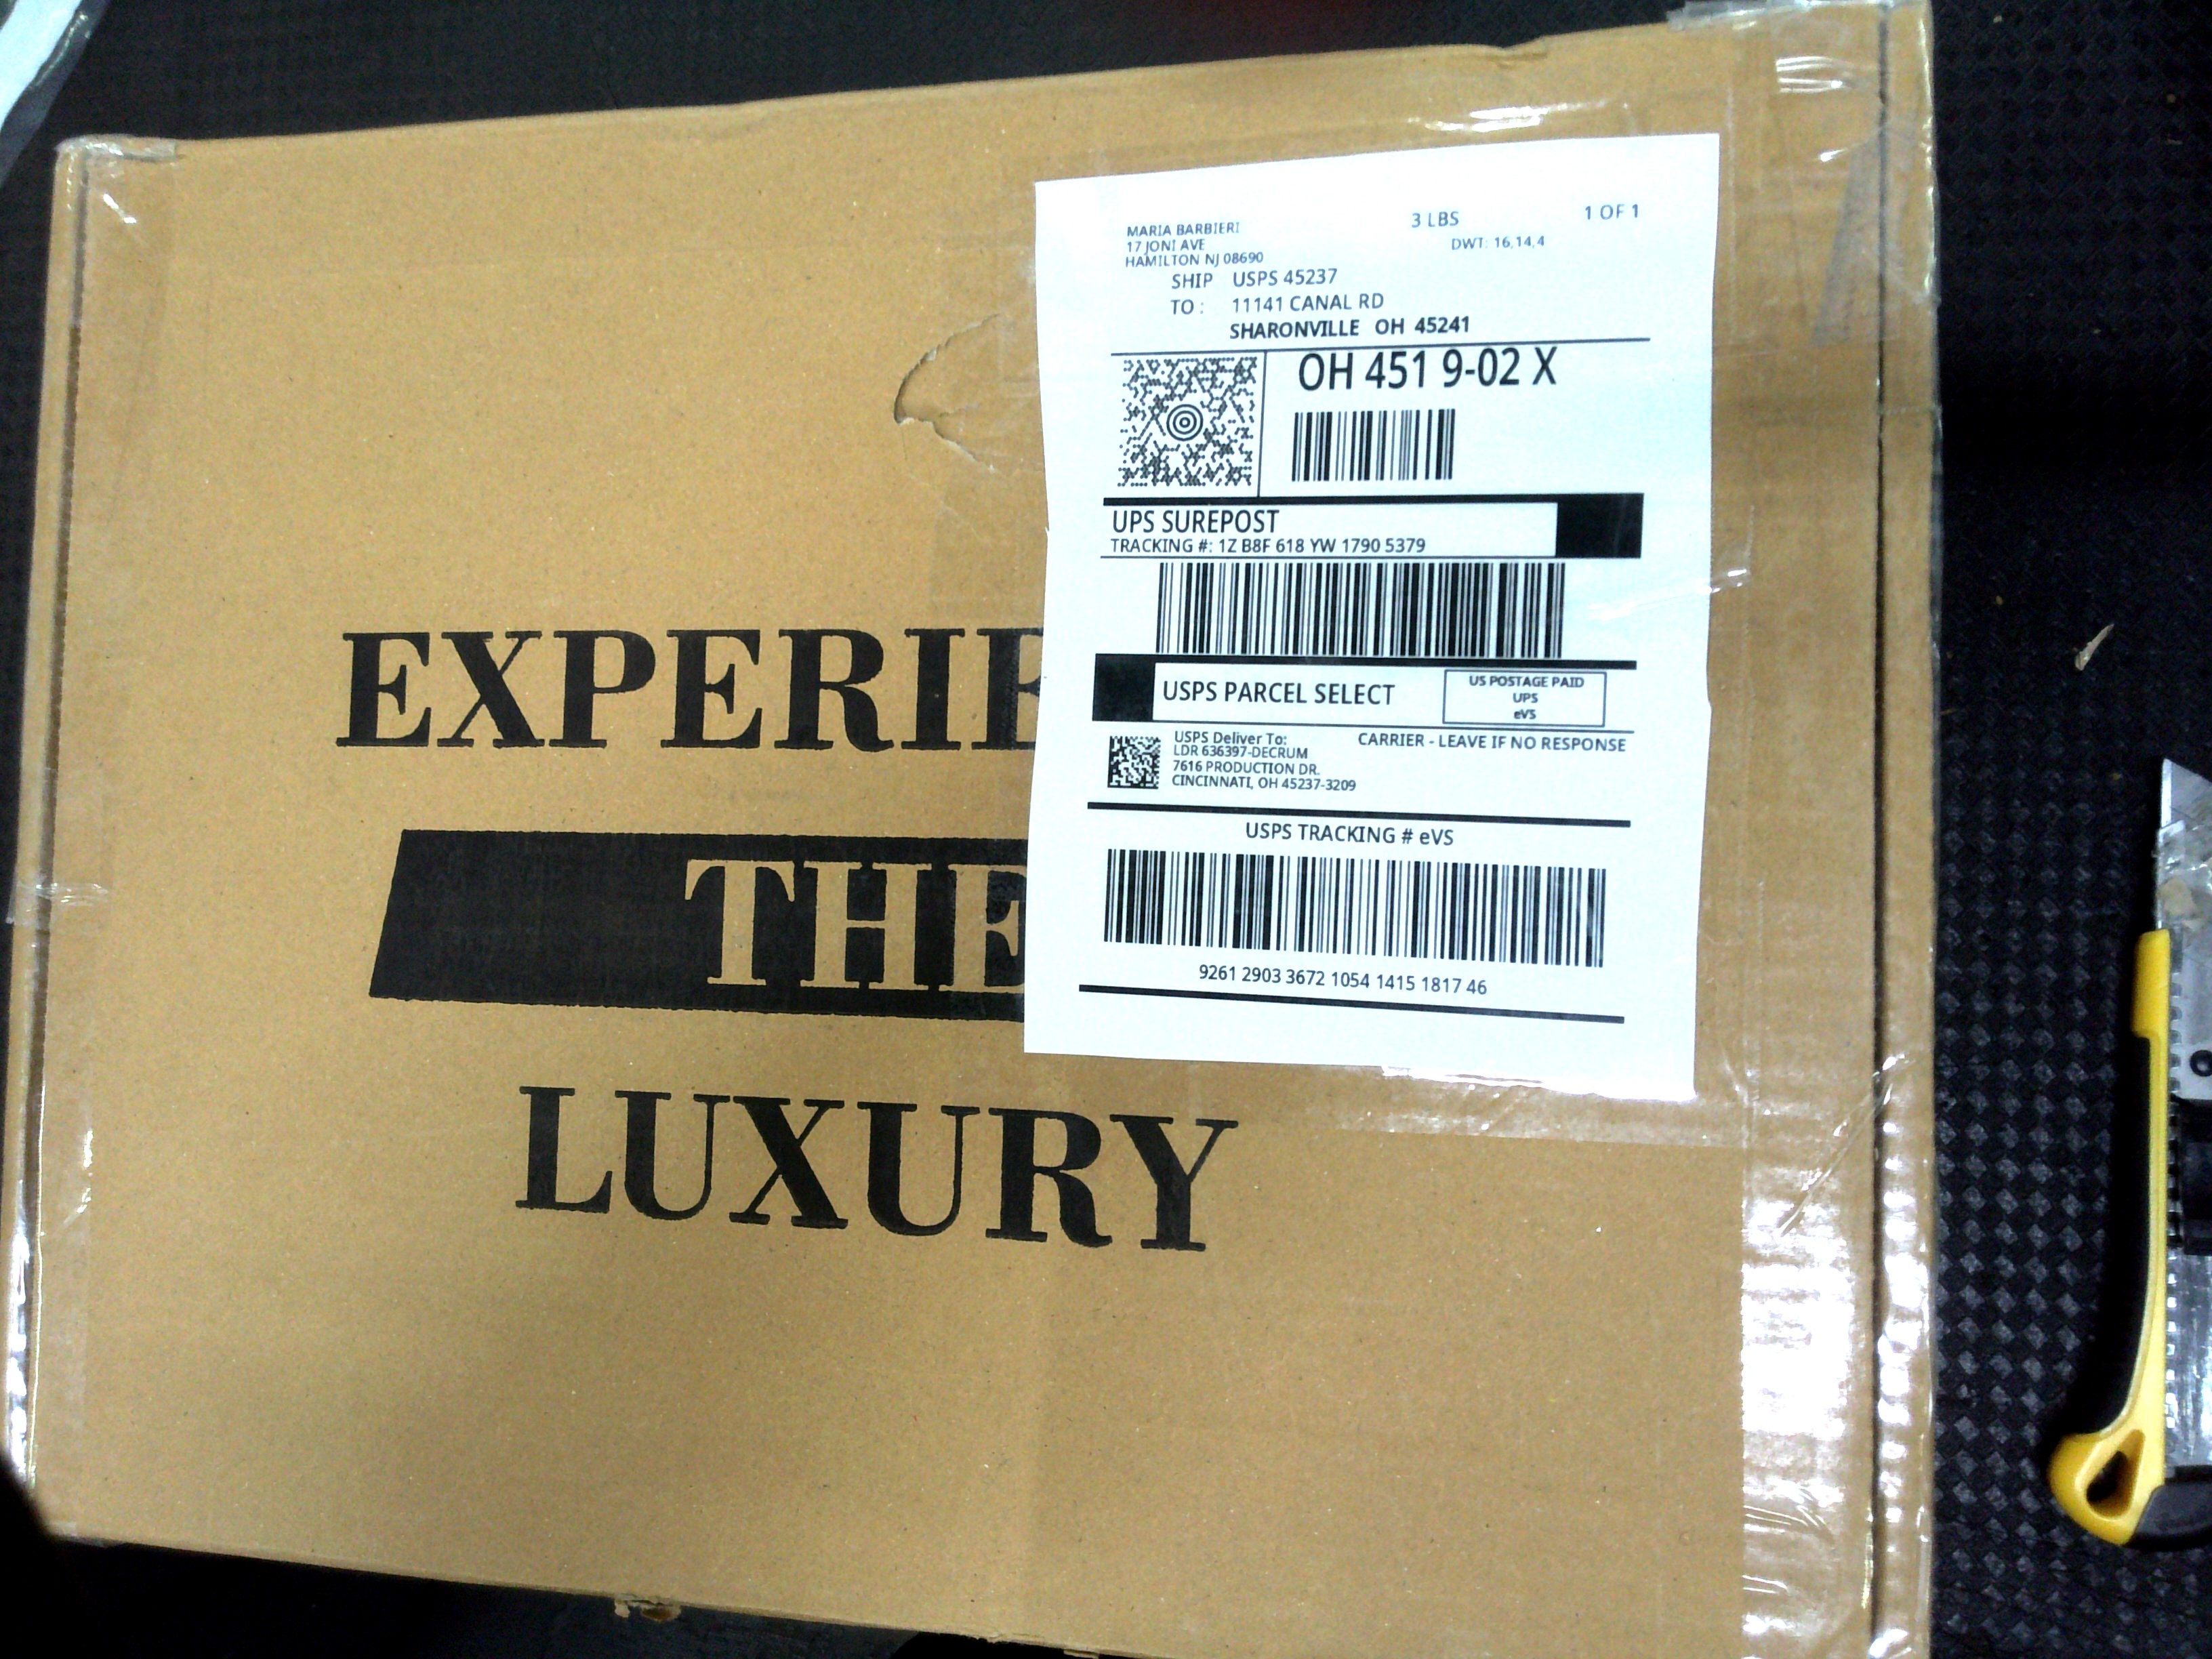 MARIA BARBIERI
17 JONI AVE
HAMILTON NJ 08690
3 LBS
1 OF 1
DWT: 16,14,4
SHIP USPS 45237
TO : 11141 CANAL RD
SHARONVILLE OH 45241
OH 451 9-02 X
UPS SUREPOST
TRACKING #: 1Z B8F 618 YW 1790 5379
USPS PARCEL SELECT
US POSTAGE PAID
UPS
eVS
USPS Deliver To:
LDR 636397-DECRUM
7616 PRODUCTION DR.
CINCINNATI, OH 45237-3209
CARRIER - LEAVE IF NO RESPONSE
USPS TRACKING # eVS
9261 2903 3672 1054 1415 1817 46
EXPERIE
THE
LUXURY